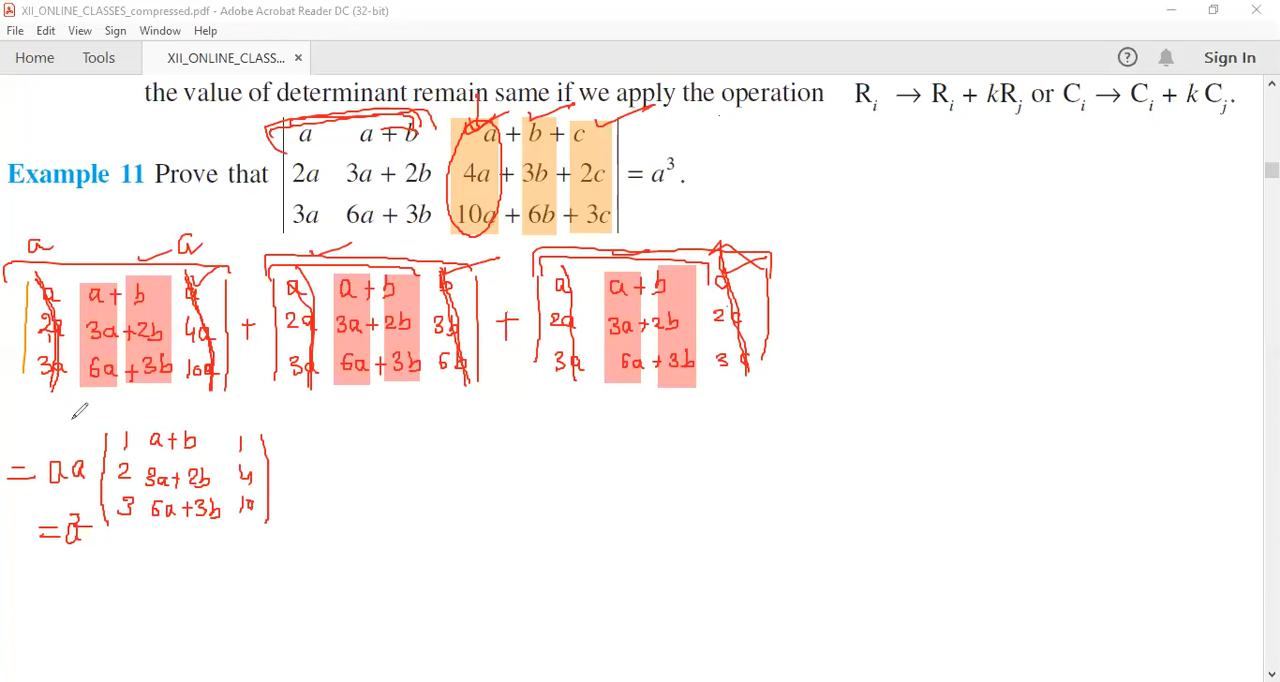 XII_ONLINE_CLASSES_compressed.pdf - Adobe Acrobat Reader DC (32-bit)
File Edit View Sign Window Help
Home Tools XII_ONLINE_CLASS... × ? Sign In
the value of determinant remain same if we apply the operation Rᵢ → Rᵢ + kRⱼ or Cᵢ → Cᵢ + k Cⱼ.
a a + b a + b + c
Example 11 Prove that 2a 3a + 2b 4a + 3b + 2c = a³.
3a 6a + 3b 10a + 6b + 3c
a a
a a+b a a a+b b a a+b c
2a 3a+2b 4a + 2a 3a+2b 3b + 2a 3a+2b 2c
3a 6a+3b 10a 3a 6a+3b 6b 3a 6a+3b 3c
1 a+b 1
= a a 2 3a+2b 4
3 6a+3b 10
= a²